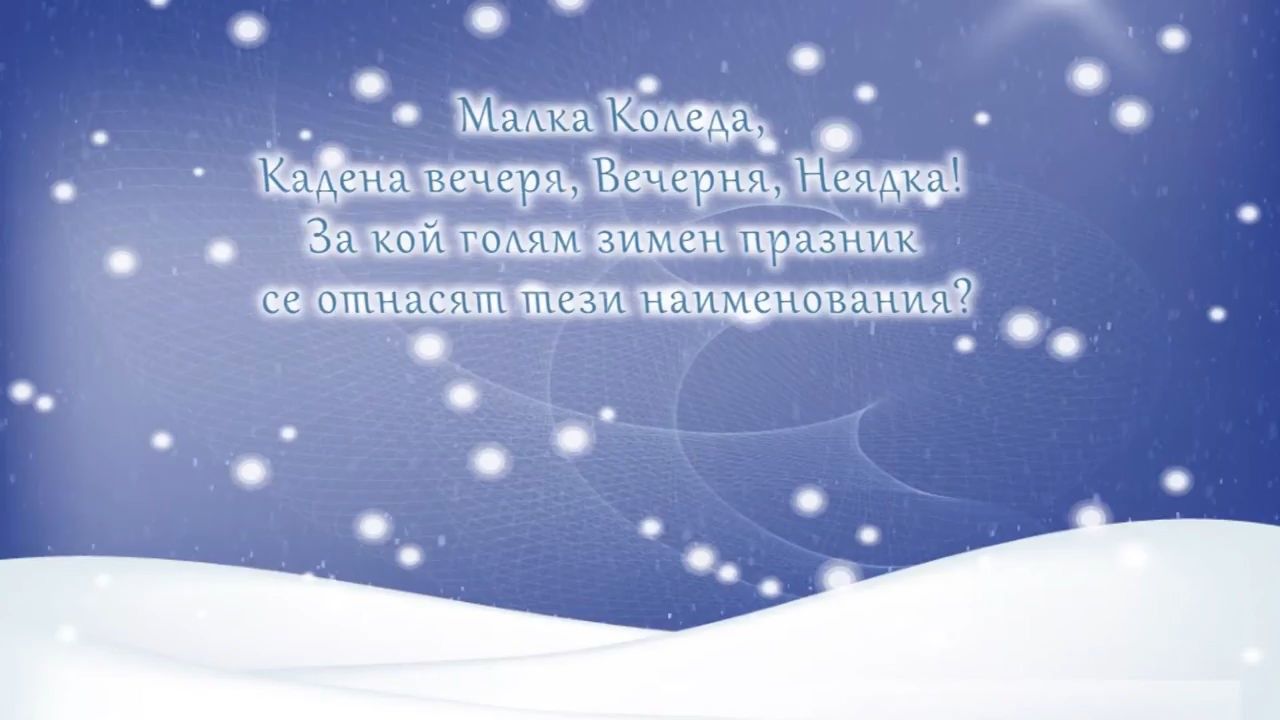 Малка Коледа,
Кадена вечеря, Вечерня, Неядка!
За кой голям зимен празник
се отнасят тези наименования?